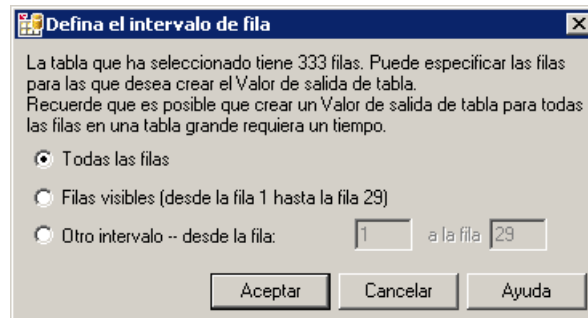 Defina el intervalo de fila
La tabla que ha seleccionado tiene 333 filas. Puede especificar las filas
para las que desea crear el Valor de salida de tabla.
Recuerde que es posible que crear un Valor de salida de tabla para todas
las filas en una tabla grande requiera un tiempo.
Todas las filas
Filas visibles (desde la fila 1 hasta la fila 29)
Otro intervalo -- desde la fila: 1 a la fila 29
Aceptar Cancelar Ayuda